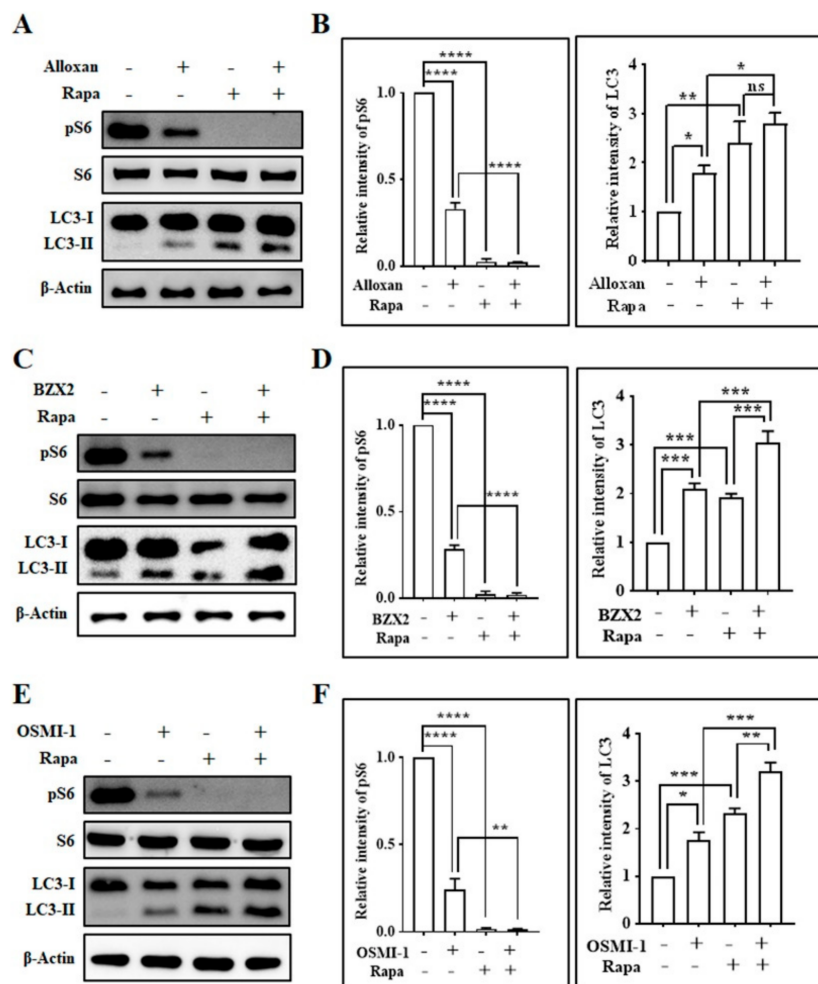 A
Alloxan - + - +
Rapa - - + +
pS6
S6
LC3-I
LC3-II
β-Actin
B
Relative intensity of pS6
1.0
0.5
0.0
****
****
****
Alloxan - + - +
Rapa - - + +
Relative intensity of LC3
4
3
2
1
0
*
**
ns
*
Alloxan - + - +
Rapa - - + +
C
BZX2 - + - +
Rapa - - + +
pS6
S6
LC3-I
LC3-II
β-Actin
D
Relative intensity of pS6
1.0
0.5
0.0
****
****
****
BZX2 - + - +
Rapa - - + +
Relative intensity of LC3
4
3
2
1
0
***
***
***
***
BZX2 - + - +
Rapa - - + +
E
OSMI-1 - + - +
Rapa - - + +
pS6
S6
LC3-I
LC3-II
β-Actin
F
Relative intensity of pS6
1.0
0.5
0.0
****
****
**
OSMI-1 - + - +
Rapa - - + +
Relative intensity of LC3
4
3
2
1
0
***
**
***
*
OSMI-1 - + - +
Rapa - - + +